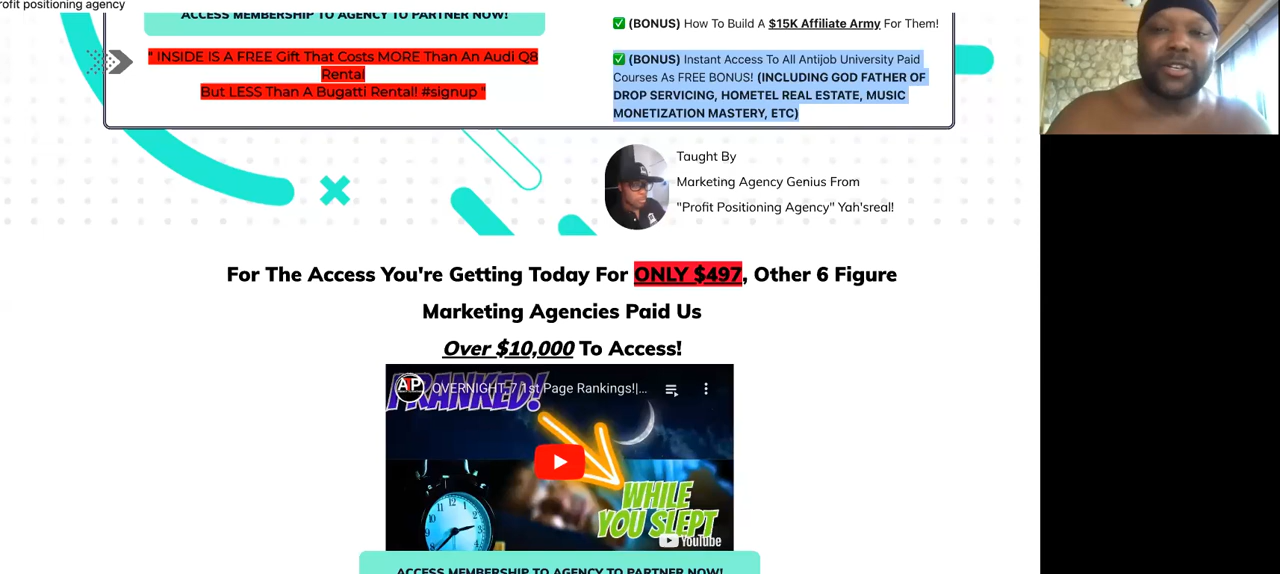 rofit positioning agency
ACCESS MEMBERSHIP TO AGENCY TO PARTNER NOW!
" INSIDE IS A FREE Gift That Costs MORE Than An Audi Q8
Rental
But LESS Than A Bugatti Rental! #signup "
✅ (BONUS) How To Build A $15K Affiliate Army For Them!
✅ (BONUS) Instant Access To All Antijob University Paid
Courses As FREE BONUS! (INCLUDING GOD FATHER OF
DROP SERVICING, HOMETEL REAL ESTATE, MUSIC
MONETIZATION MASTERY, ETC)
Taught By
Marketing Agency Genius From
"Profit Positioning Agency" Yah'sreal!
For The Access You're Getting Today For ONLY $497, Other 6 Figure
Marketing Agencies Paid Us
Over $10,000 To Access!
ATP
OVERNIGHT, 7 1st Page Rankings!|...
RANKED!
WHILE
YOU SLEPT
YouTube
ACCESS MEMBERSHIP TO AGENCY TO PARTNER NOW!